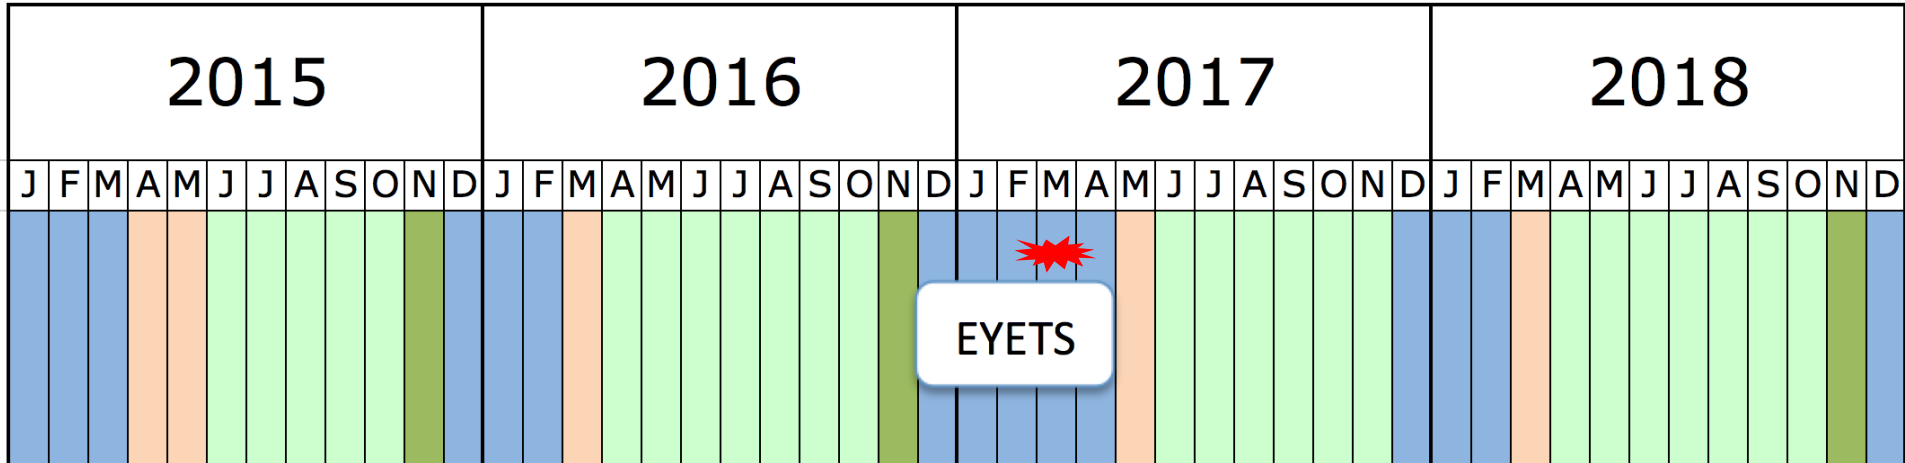 2015 2016 2017 2018
J F M A M J J A S O N D J F M A M J J A S O N D J F M A M J J A S O N D J F M A M J J A S O N D
EYETS